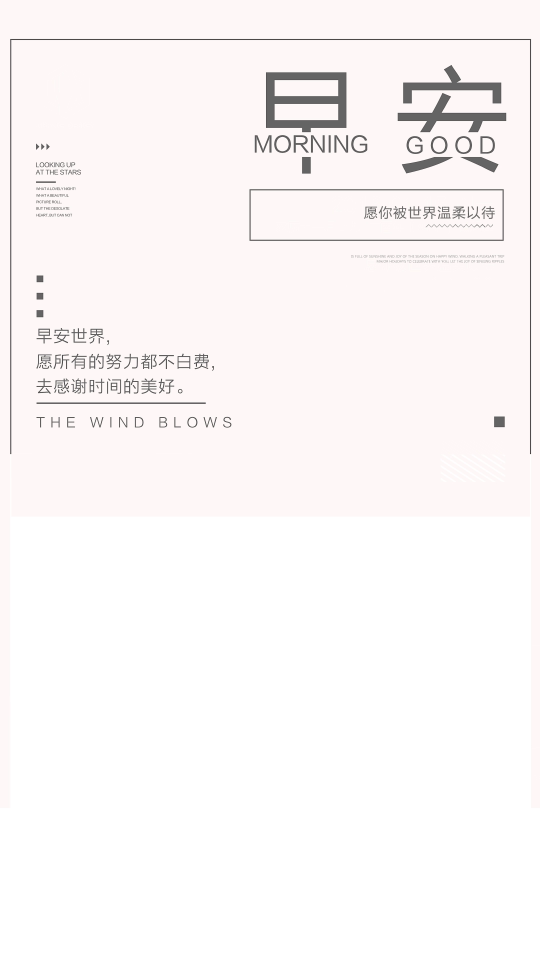 早 安
MORNING GOOD
愿你被世界温柔以待
LOOKING UP
AT THE STARS
WHAT A LOVELY NIGHT!
WHAT A BEAUTIFUL
PICTURE ROLL,
BUT THE DESOLATE
HEART, BUT CAN NOT
早安世界，
愿所有的努力都不白费，
去感谢时间的美好。
THE WIND BLOWS